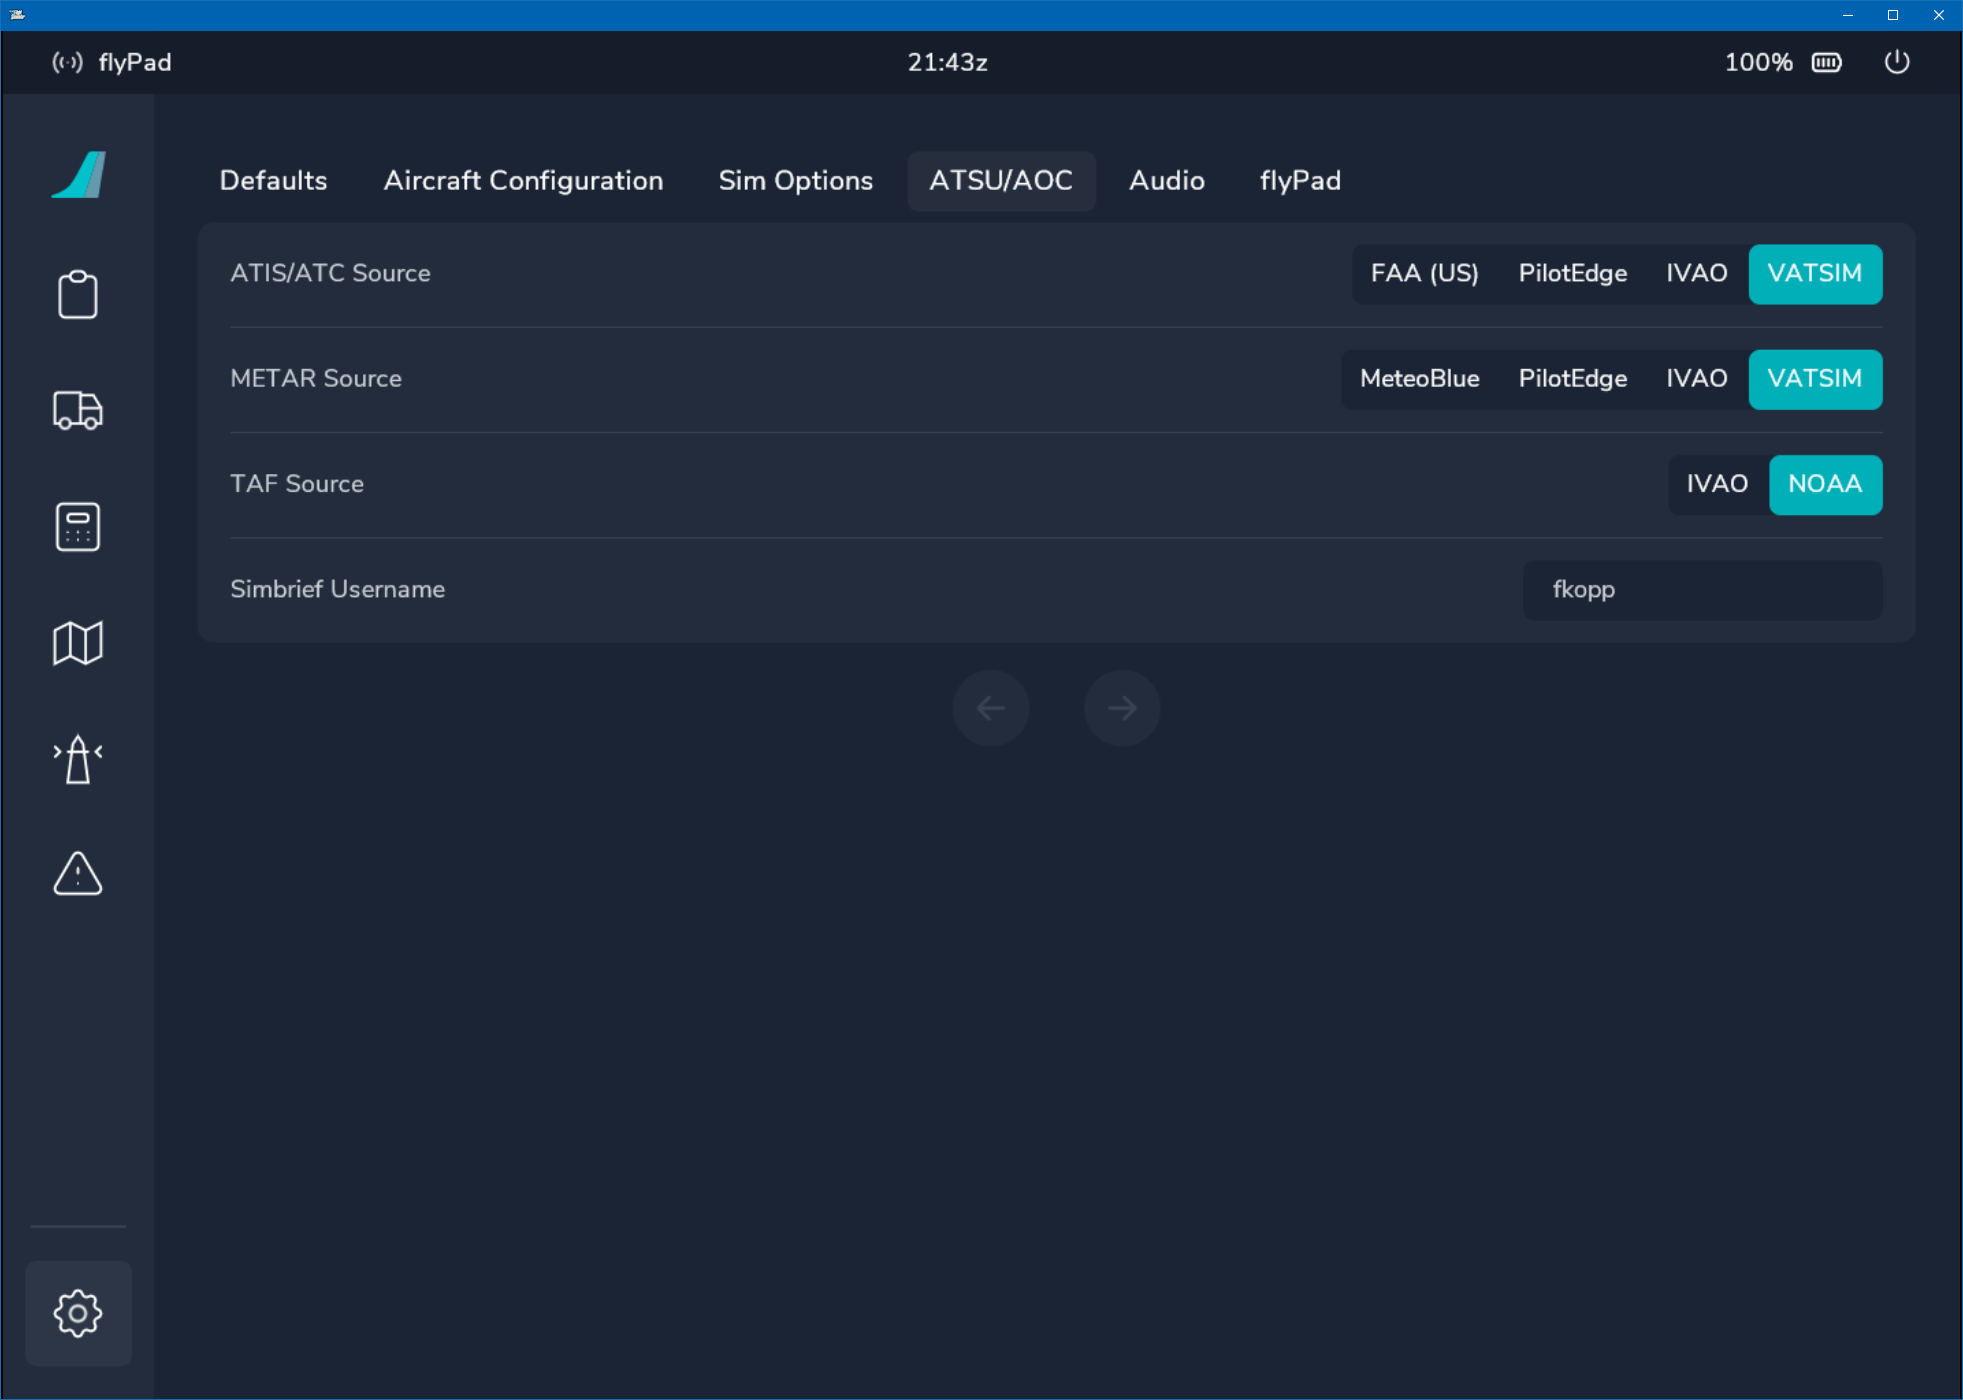 flyPad 21:43z 100%
Defaults Aircraft Configuration Sim Options ATSU/AOC Audio flyPad
ATIS/ATC Source FAA (US) PilotEdge IVAO VATSIM
METAR Source MeteoBlue PilotEdge IVAO VATSIM
TAF Source IVAO NOAA
Simbrief Username fkopp